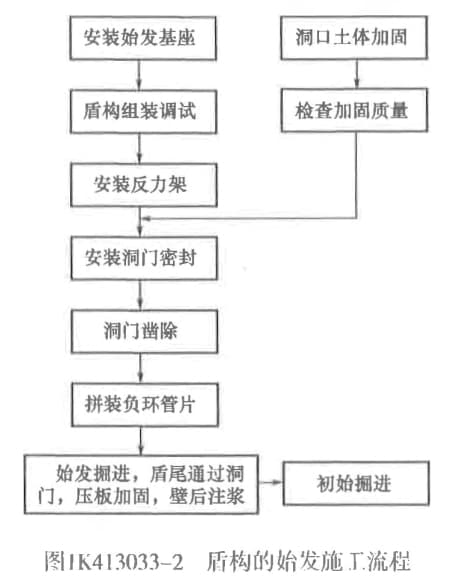 安装始发基座
洞口土体加固
盾构组装调试
检查加固质量
安装反力架
安装洞门密封
洞门凿除
拼装负环管片
始发掘进，盾尾通过洞
门，压板加固，壁后注浆
初始掘进
图1K413033-2 盾构的始发施工流程